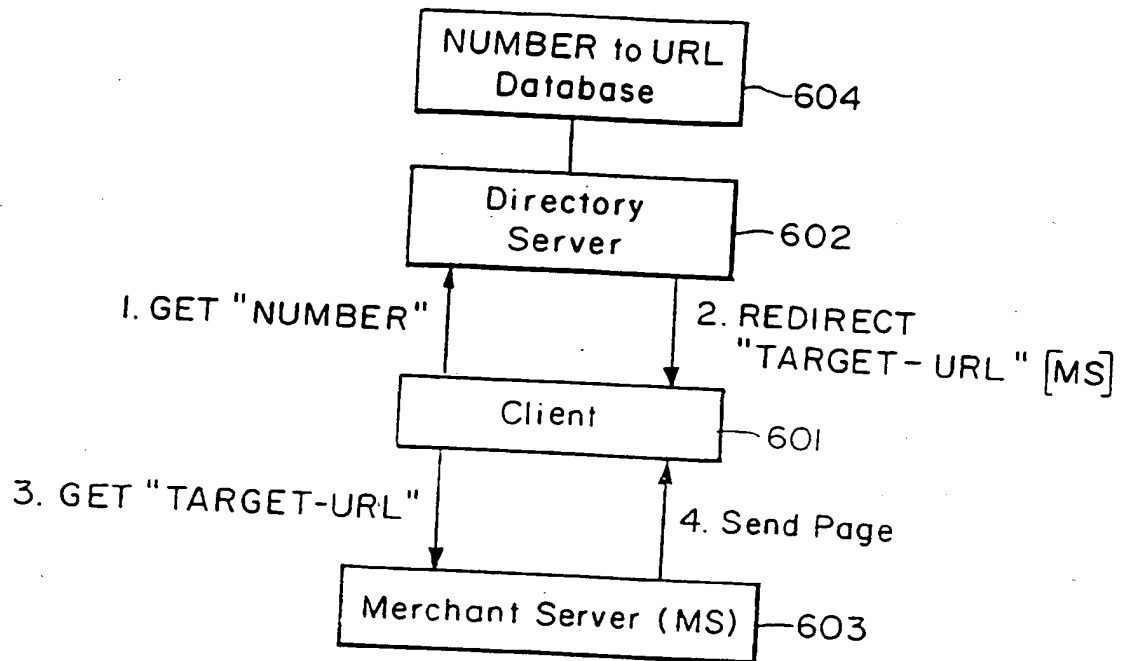 NUMBER to URL
Database
604
Directory
Server
602
1. GET "NUMBER"
2. REDIRECT
"TARGET-URL" [MS]
Client
601
3. GET "TARGET-URL"
4. Send Page
Merchant Server (MS)
603